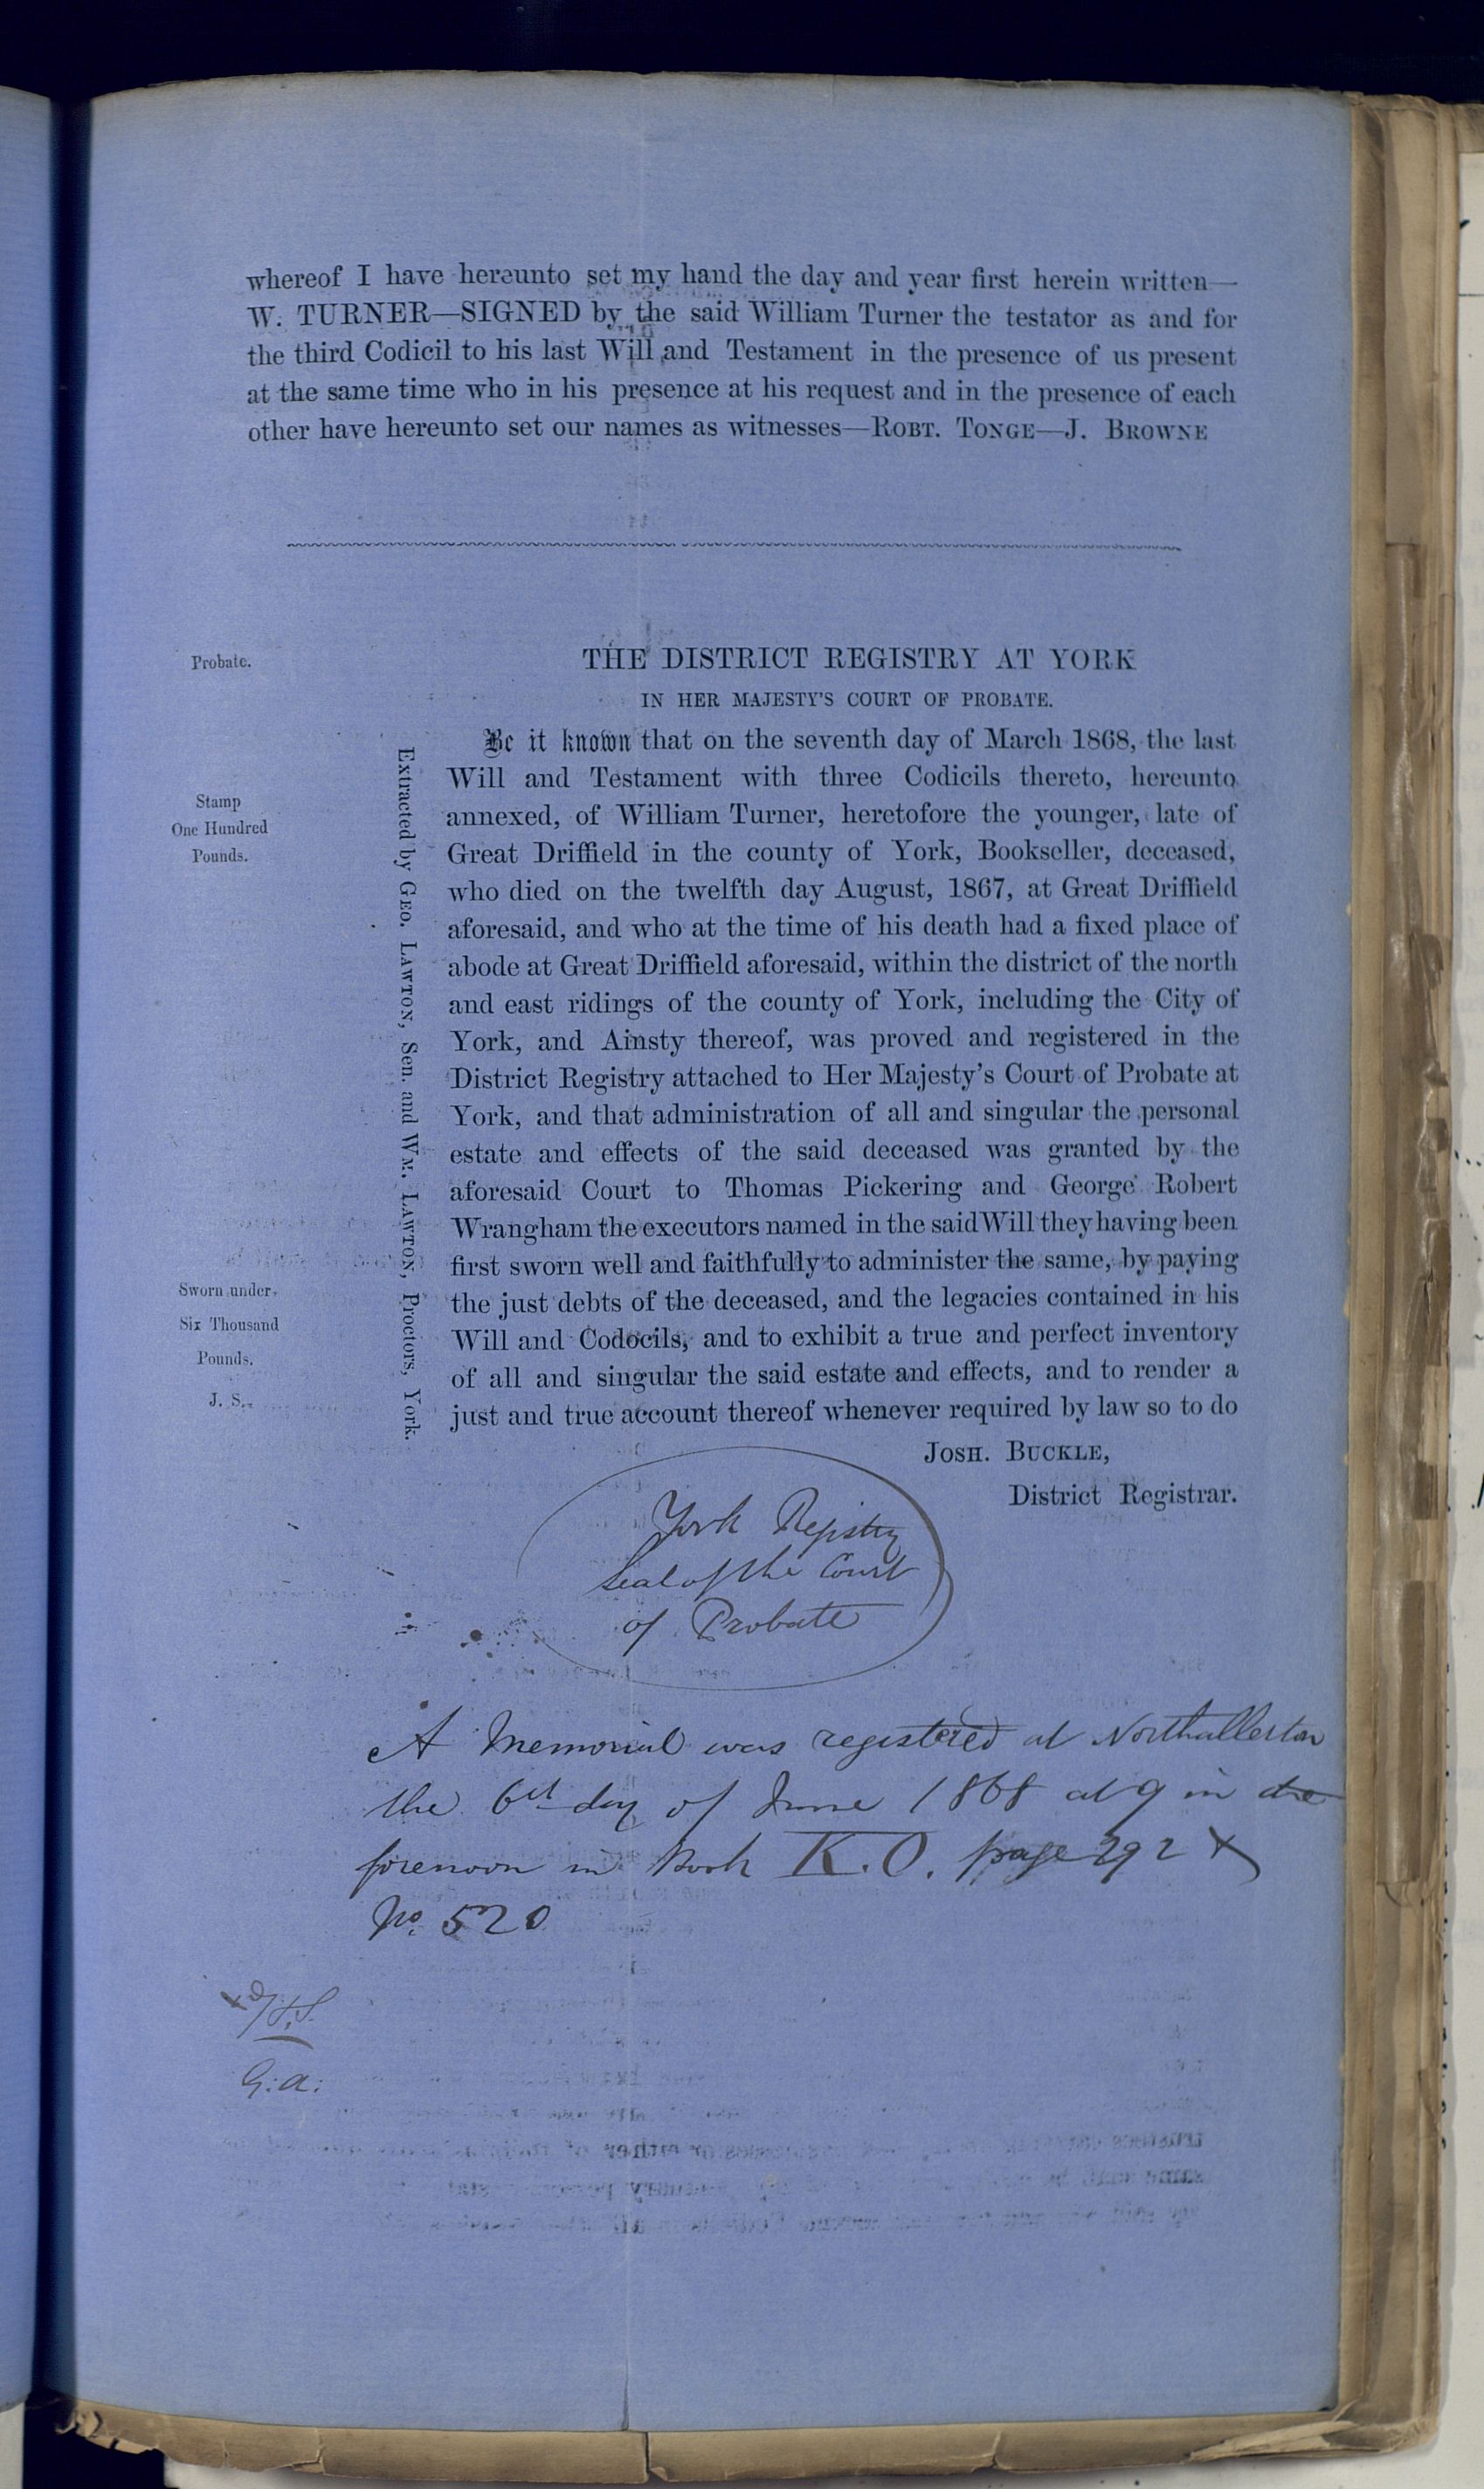 whereof I have hereunto set my hand the day and year first herein written—
W. TURNER—SIGNED by the said William Turner the testator as and for
the third Codicil to his last Will and Testament in the presence of us present
at the same time who in his presence at his request and in the presence of each
other have hereunto set our names as witnesses—ROBT. TONGE—J. BROWNE
Probate.
THE DISTRICT REGISTRY AT YORK
IN HER MAJESTY'S COURT OF PROBATE.
Stamp
One Hundred
Pounds.
Sworn under
Six Thousand
Pounds.
J. S.
Extracted by GEO. LAWTON, Sen. and WM. LAWTON, Proctors, York.
Be it known that on the seventh day of March 1868, the last
Will and Testament with three Codicils thereto, hereunto
annexed, of William Turner, heretofore the younger, late of
Great Driffield in the county of York, Bookseller, deceased,
who died on the twelfth day August, 1867, at Great Driffield
aforesaid, and who at the time of his death had a fixed place of
abode at Great Driffield aforesaid, within the district of the north
and east ridings of the county of York, including the City of
York, and Ainsty thereof, was proved and registered in the
District Registry attached to Her Majesty's Court of Probate at
York, and that administration of all and singular the personal
estate and effects of the said deceased was granted by the
aforesaid Court to Thomas Pickering and George Robert
Wrangham the executors named in the said Will they having been
first sworn well and faithfully to administer the same, by paying
the just debts of the deceased, and the legacies contained in his
Will and Codocils, and to exhibit a true and perfect inventory
of all and singular the said estate and effects, and to render a
just and true account thereof whenever required by law so to do
JOSH. BUCKLE,
District Registrar.
York Registry
Seal of the Court
of Probate
A Memorial was registered at Northallerton
the 6th day of June 1868 at 9 in the
forenoon in Book K.O. page 292 &
No. 520
G: a: